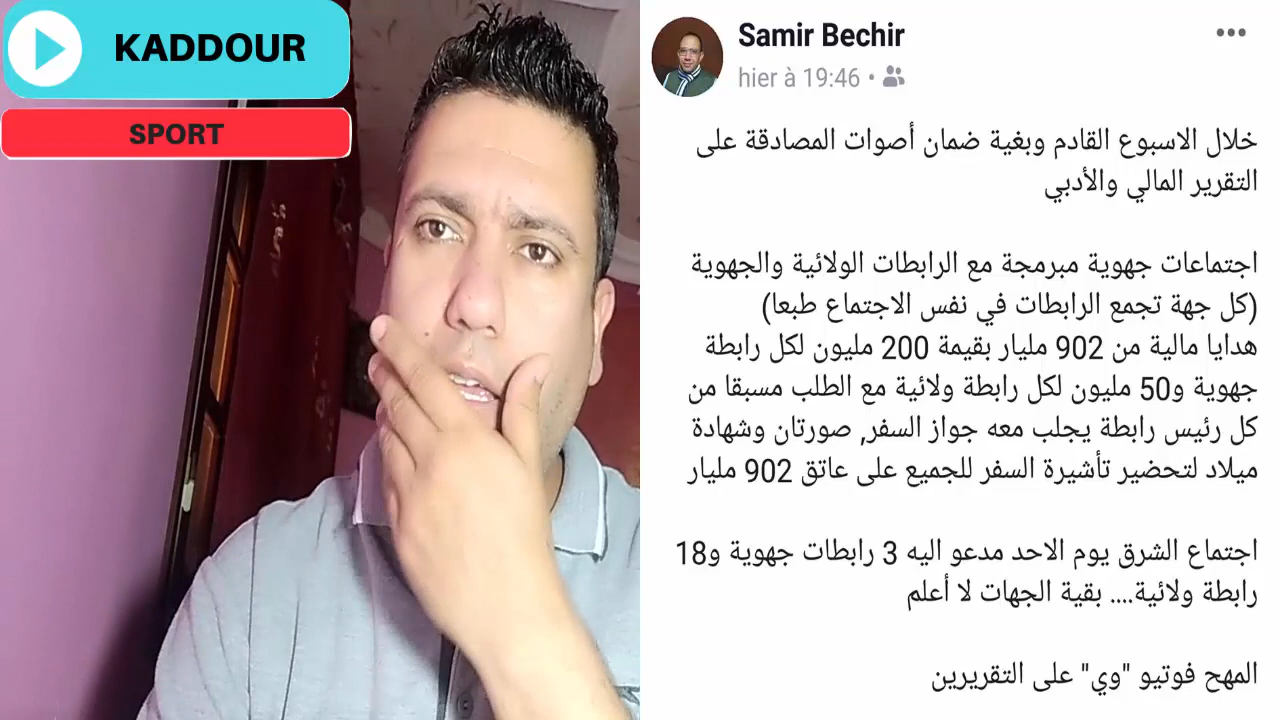 KADDOUR
SPORT
Samir Bechir
hier à 19:46 •
خلال الاسبوع القادم وبغية ضمان أصوات المصادقة على
التقرير المالي والأدبي
اجتماعات جهوية مبرمجة مع الرابطات الولائية والجهوية
(كل جهة تجمع الرابطات في نفس الاجتماع طبعا)
هدايا مالية من 902 مليار بقيمة 200 مليون لكل رابطة
جهوية و50 مليون لكل رابطة ولائية مع الطلب مسبقا من
كل رئيس رابطة يجلب معه جواز السفر, صورتان وشهادة
ميلاد لتحضير تأشيرة السفر للجميع على عاتق 902 مليار
اجتماع الشرق يوم الاحد مدعو اليه 3 رابطات جهوية و18
رابطة ولائية.... بقية الجهات لا أعلم
المهح فوتيو "وي" على التقريرين